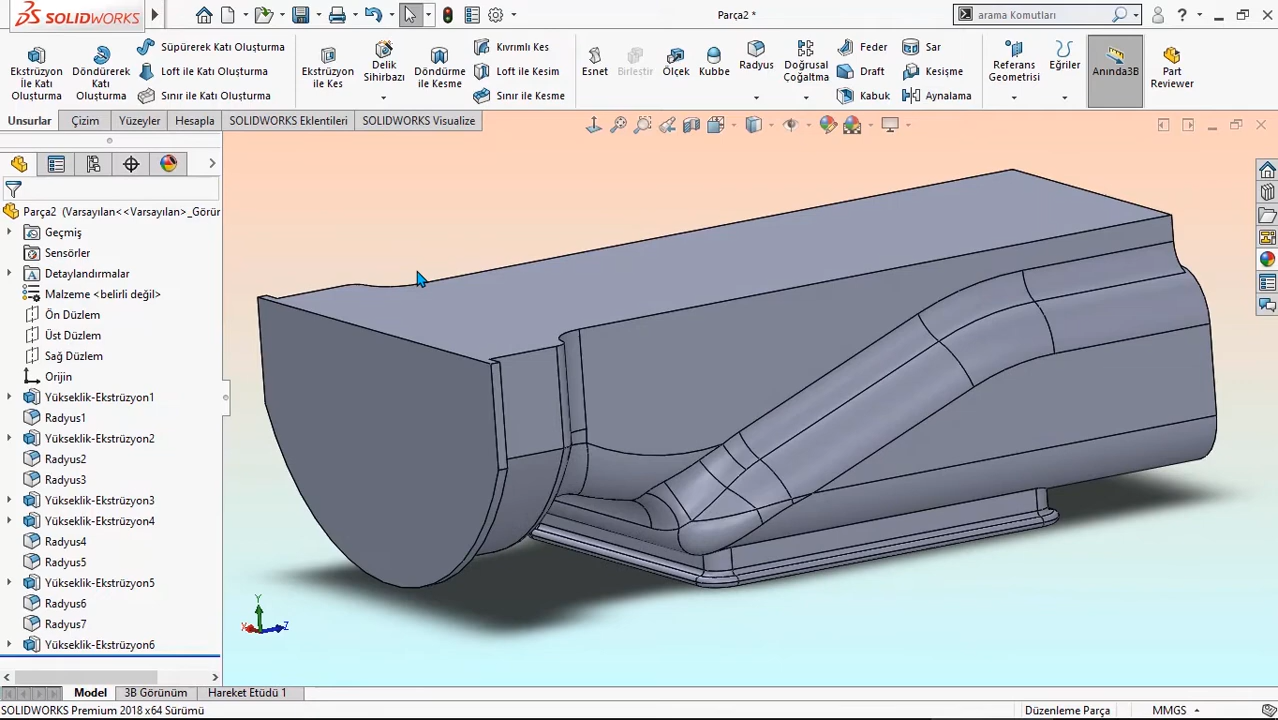 SOLIDWORKS
Parça2 *
arama Komutları
Ekstrüzyon
İle Katı
Oluşturma
Döndürerek
Katı
Oluşturma
Süpürerek Katı Oluşturma
Loft ile Katı Oluşturma
Sınır ile Katı Oluşturma
Ekstrüzyon
ile Kes
Delik
Sihirbazı
Döndürme
ile Kesme
Kıvrımlı Kes
Loft ile Kesim
Sınır ile Kesme
Esnet
Birleştir
Ölçek
Kubbe
Radyus
Doğrusal
Çoğaltma
Feder
Draft
Kabuk
Sar
Kesişme
Aynalama
Referans
Geometrisi
Eğriler
Anında3B
Part
Reviewer
Unsurlar
Çizim
Yüzeyler
Hesapla
SOLIDWORKS Eklentileri
SOLIDWORKS Visualize
Parça2 (Varsayılan<<Varsayılan>_Görür
Geçmiş
Sensörler
Detaylandırmalar
Malzeme <belirli değil>
Ön Düzlem
Üst Düzlem
Sağ Düzlem
Orijin
Yükseklik-Ekstrüzyon1
Radyus1
Yükseklik-Ekstrüzyon2
Radyus2
Radyus3
Yükseklik-Ekstrüzyon3
Yükseklik-Ekstrüzyon4
Radyus4
Radyus5
Yükseklik-Ekstrüzyon5
Radyus6
Radyus7
Yükseklik-Ekstrüzyon6
Y
X
Z
Model
3B Görünüm
Hareket Etüdü 1
SOLIDWORKS Premium 2018 x64 Sürümü
Düzenleme Parça
MMGS